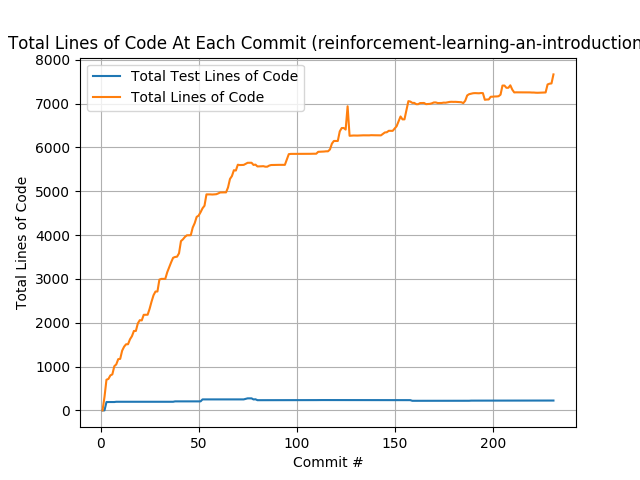 Total Lines of Code At Each Commit (reinforcement-learning-an-introduction
Total Test Lines of Code
Total Lines of Code
8000
7000
6000
5000
4000
3000
2000
1000
0
Total Lines of Code
0 50 100 150 200
Commit #